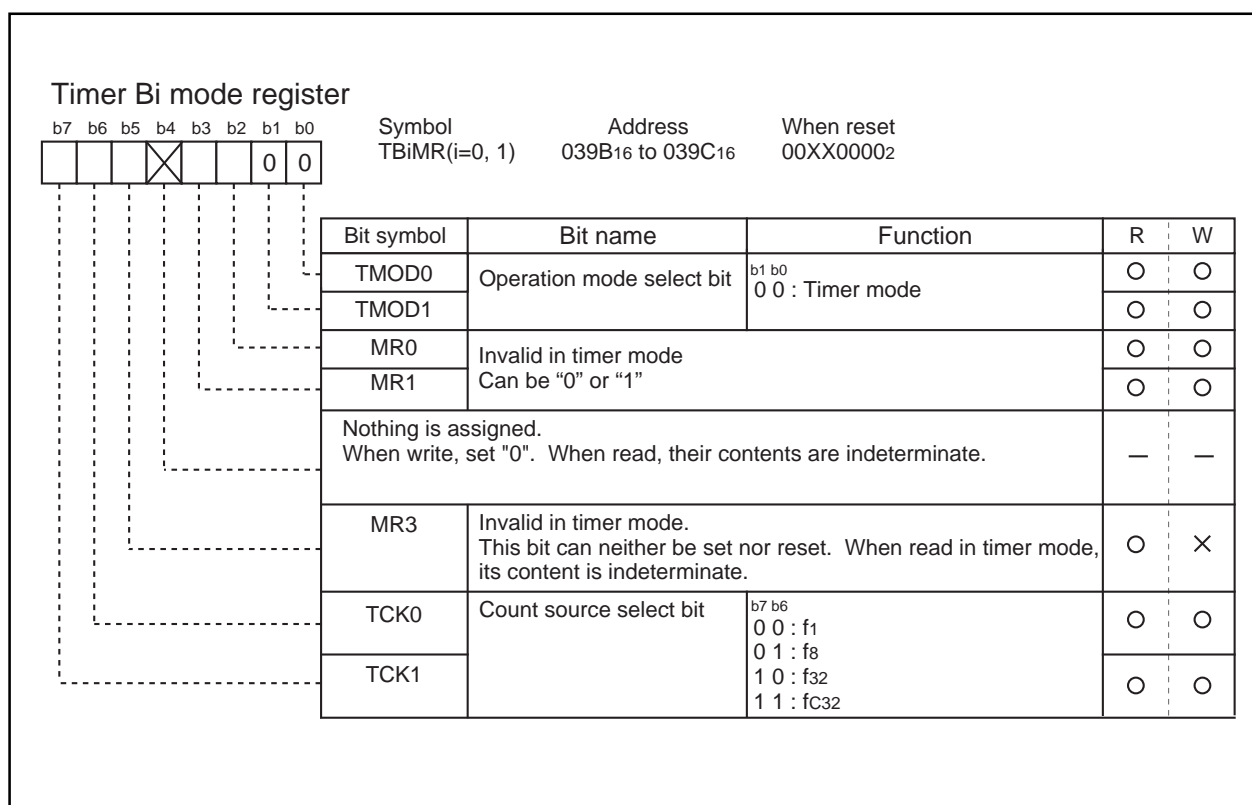 Timer Bi mode register
b7 b6 b5 b4 b3 b2 b1 b0
0 0
Symbol Address When reset
TBiMR(i=0, 1) 039B16 to 039C16 00XX00002
Bit symbol Bit name Function R W
TMOD0 Operation mode select bit b1 b0
0 0 : Timer mode
TMOD1
MR0 Invalid in timer mode
MR1 Can be “0” or “1”
Nothing is assigned.
When write, set "0". When read, their contents are indeterminate.
MR3 Invalid in timer mode.
This bit can neither be set nor reset. When read in timer mode,
its content is indeterminate.
TCK0 Count source select bit b7 b6
0 0 : f1
0 1 : f8
TCK1 1 0 : f32
1 1 : fC32